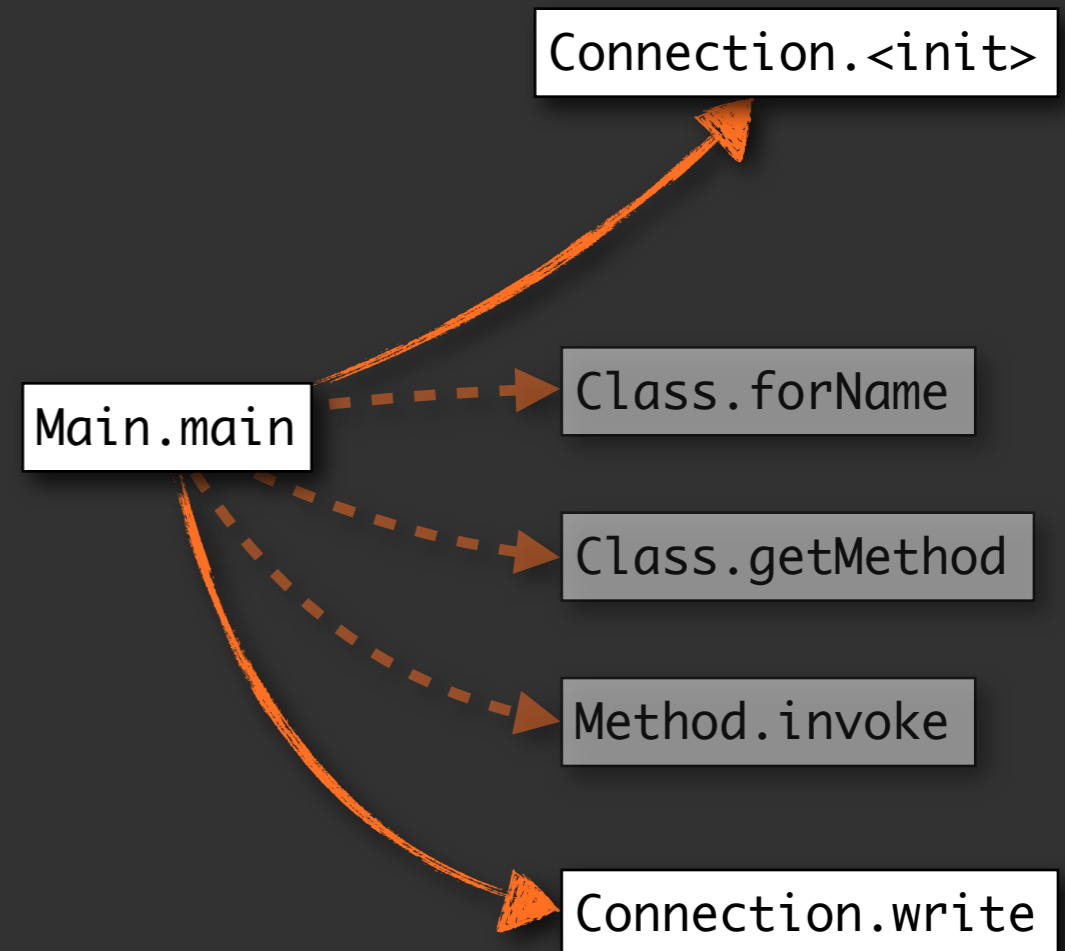 Connection.<init>
Class.forName
Main.main
Class.getMethod
Method.invoke
Connection.write